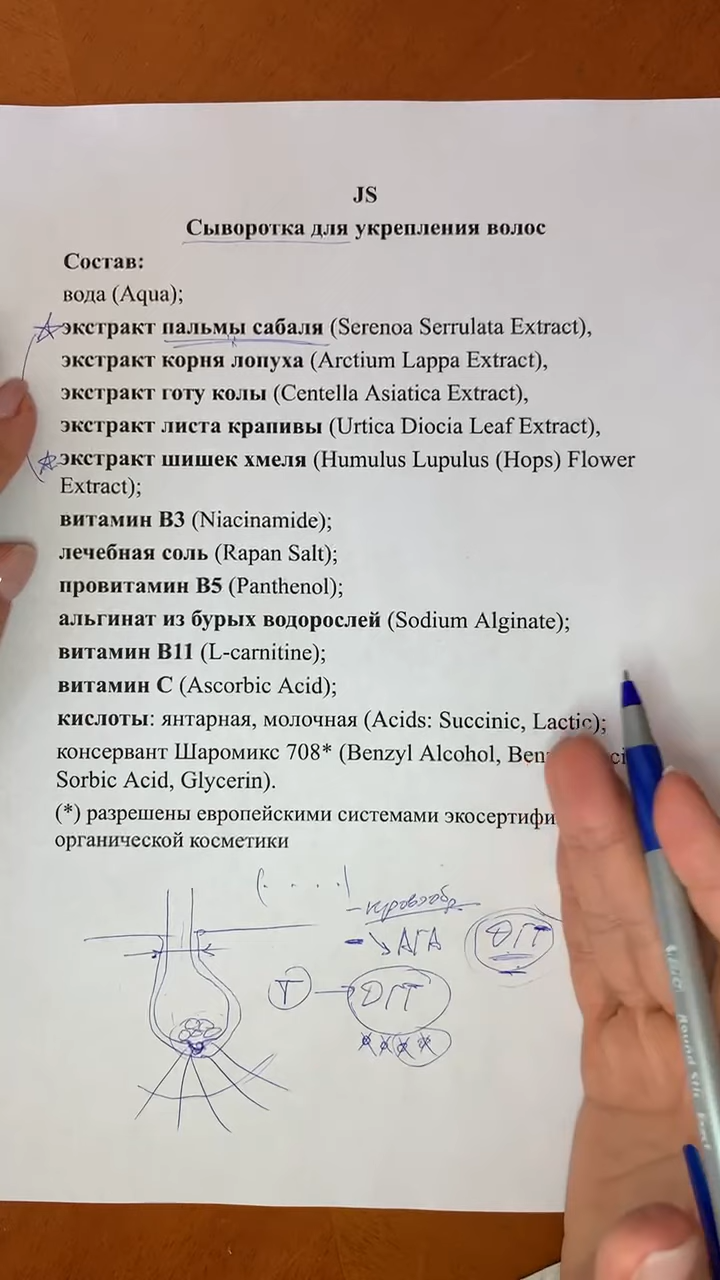 JS
Сыворотка для укрепления волос
Состав:
вода (Aqua);
экстракт пальмы сабаля (Serenoa Serrulata Extract),
экстракт корня лопуха (Arctium Lappa Extract),
экстракт готу колы (Centella Asiatica Extract),
экстракт листа крапивы (Urtica Diocia Leaf Extract),
экстракт шишек хмеля (Humulus Lupulus (Hops) Flower
Extract);
витамин B3 (Niacinamide);
лечебная соль (Rapan Salt);
провитамин B5 (Panthenol);
альгинат из бурых водорослей (Sodium Alginate);
витамин B11 (L-carnitine);
витамин C (Ascorbic Acid);
кислоты: янтарная, молочная (Acids: Succinic, Lactic);
консервант Шаромикс 708* (Benzyl Alcohol,
Sorbic Acid, Glycerin).
(*) разрешены европейскими системами
органической косметики
- кровообр
- ↘ АГА
ДГТ
Т → ДГТ